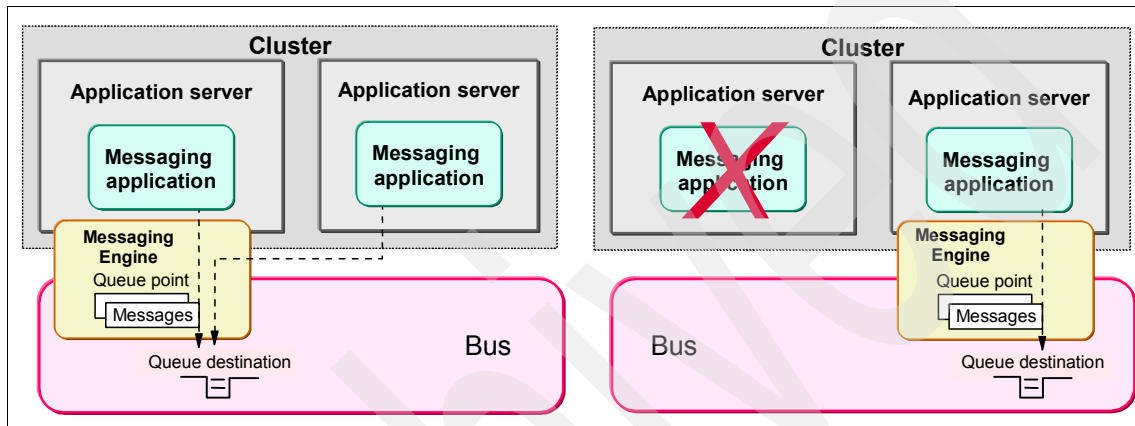 Cluster
Application server
Application server
Messaging
application
Messaging
application
Messaging
Engine
Queue point
Messages
Queue destination
Bus
Cluster
Application server
Application server
Messaging
application
Messaging
application
Messaging
Engine
Queue point
Messages
Queue destination
Bus